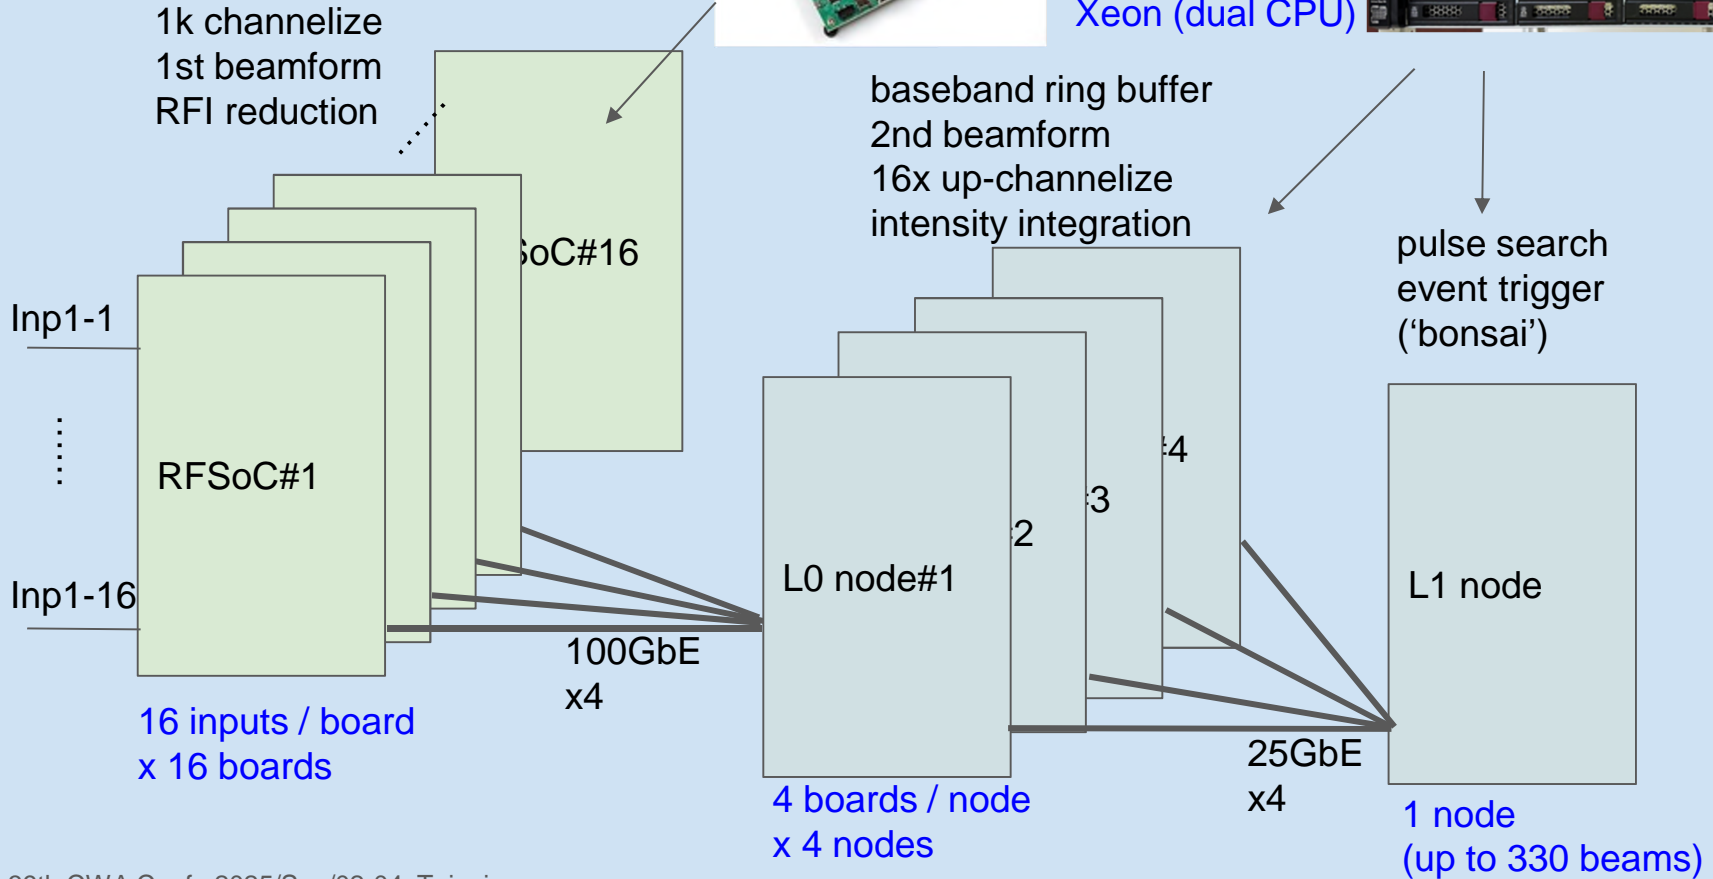 1k channelize
1st beamform
RFI reduction
Xeon (dual CPU)
baseband ring buffer
2nd beamform
16x up-channelize
intensity integration
pulse search
event trigger
(‘bonsai’)
SoC#16
Inp1-1
RFSoC#1
Inp1-16
#4
#3
#2
L0 node#1
L1 node
100GbE
x4
25GbE
x4
16 inputs / board
x 16 boards
4 boards / node
x 4 nodes
1 node
(up to 330 beams)